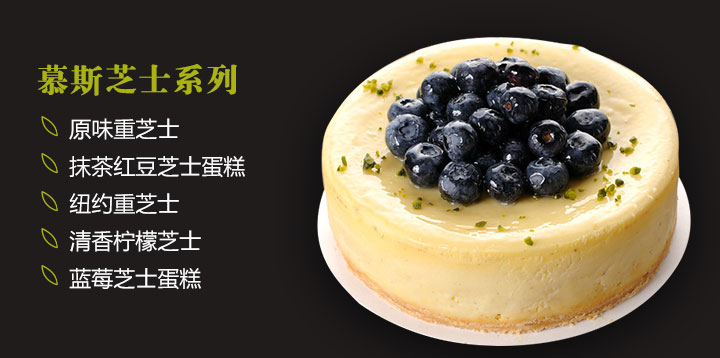 慕斯芝士系列
原味重芝士
抹茶红豆芝士蛋糕
纽约重芝士
清香柠檬芝士
蓝莓芝士蛋糕